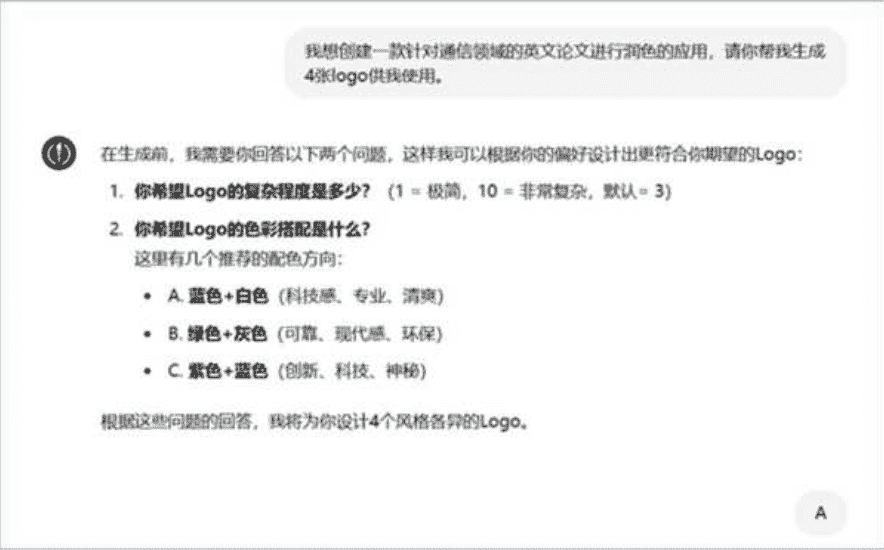 我想创建一款针对通信领域的英文论文进行润色的应用，请你帮我生成
4张logo供我使用。
在生成前，我需要你回答以下两个问题，这样我可以根据你的偏好设计出更符合你期望的Logo：
1. 你希望Logo的复杂程度是多少？（1 = 极简，10 = 非常复杂，默认= 3）
2. 你希望Logo的色彩搭配是什么？
这里有几个推荐的配色方向：
• A. 蓝色+白色（科技感、专业、清爽）
• B. 绿色+灰色（可靠、现代感、环保）
• C. 紫色+蓝色（创新、科技、神秘）
根据这些问题的回答，我将为你设计4个风格各异的Logo。
A